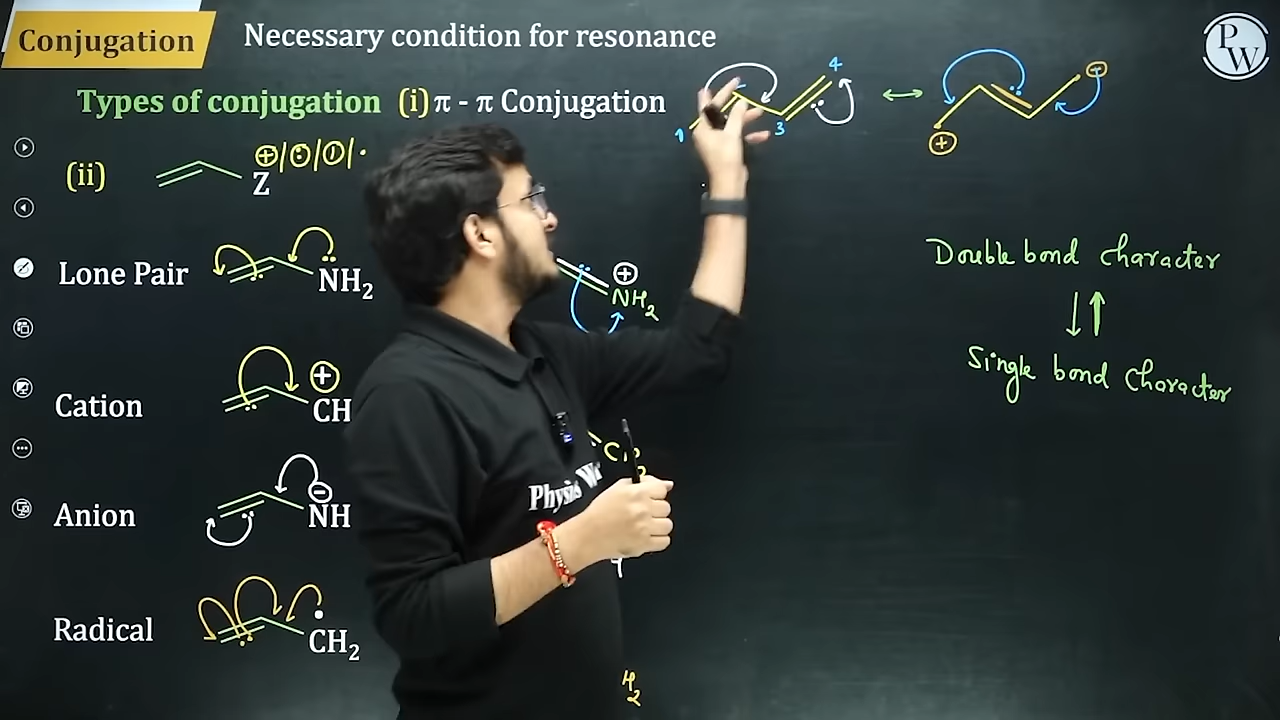 Conjugation
Necessary condition for resonance
PW
Types of conjugation (i) π - π Conjugation
1
3
4
⊕
⊕
(ii)
Z
⊕|⊙|⊖|•
Lone Pair
NH₂
⊕
NH₂
Double bond character
Single bond Character
Cation
⊕
CH
Anion
⊖
NH
Radical
CH₂
Physics Wa